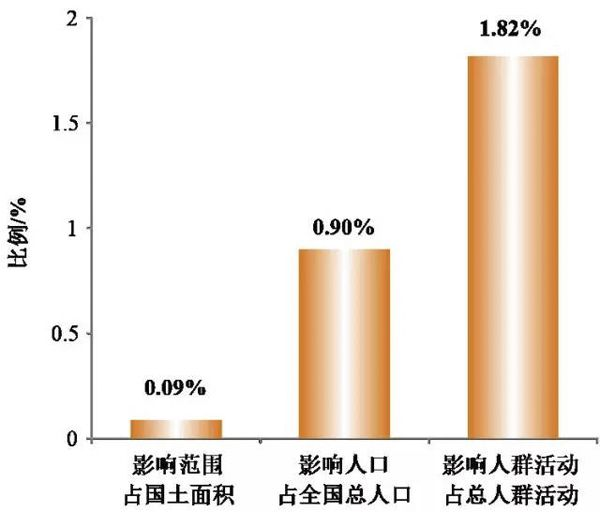 比例/%
2
1.5
1
0.5
0
0.09%
0.90%
1.82%
影响范围
占国土面积
影响人口
占全国总人口
影响人群活动
占总人群活动